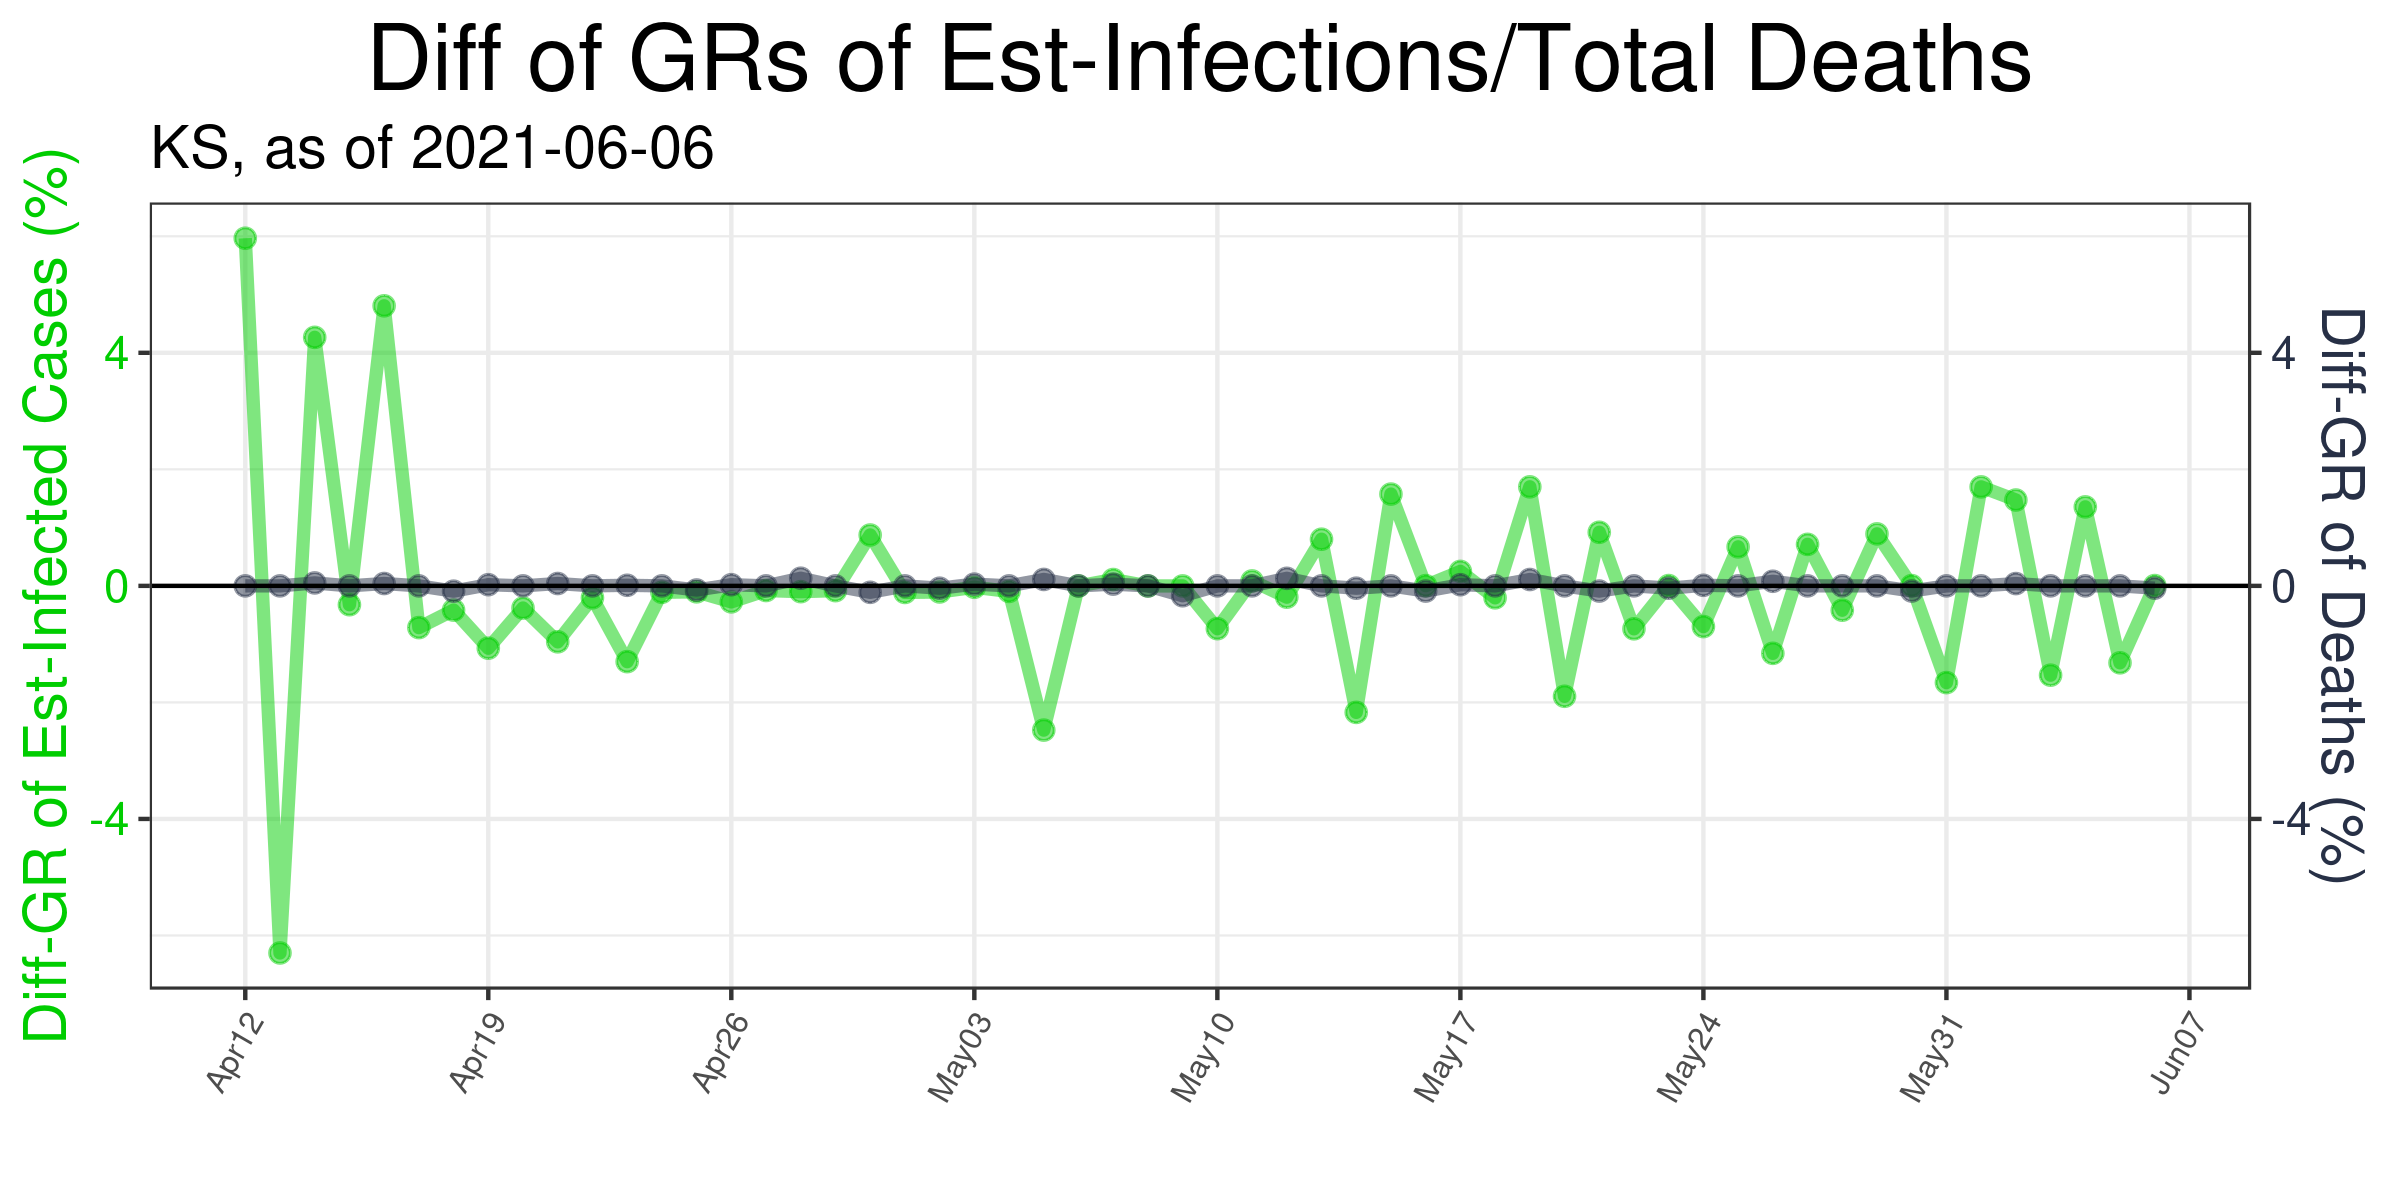 Diff of GRs of Est-Infections/Total Deaths
KS, as of 2021-06-06
Diff-GR of Est-Infected Cases (%)
4
0
-4
4
0
-4
Diff-GR of Deaths (%)
Apr12
Apr19
Apr26
May03
May10
May17
May24
May31
Jun07